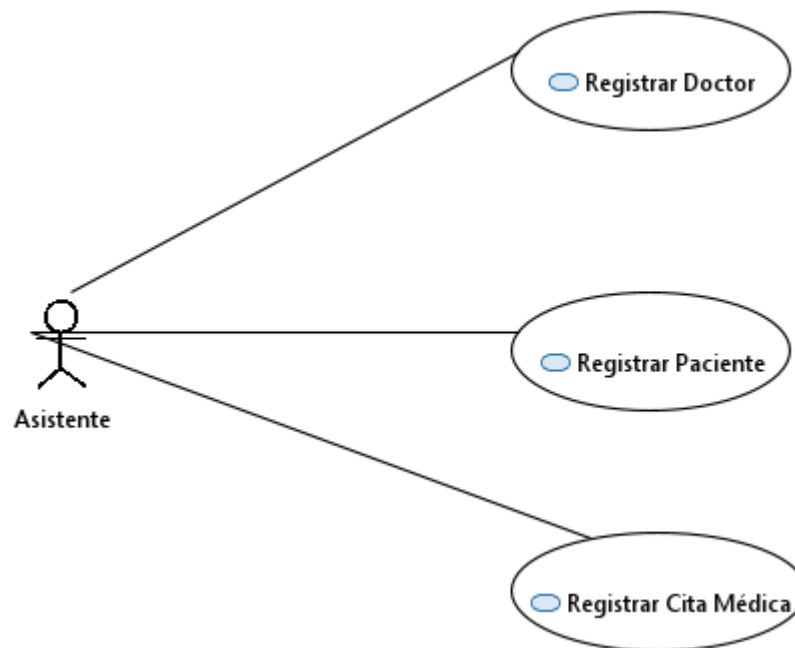 Registrar Doctor
Registrar Paciente
Asistente
Registrar Cita Médica